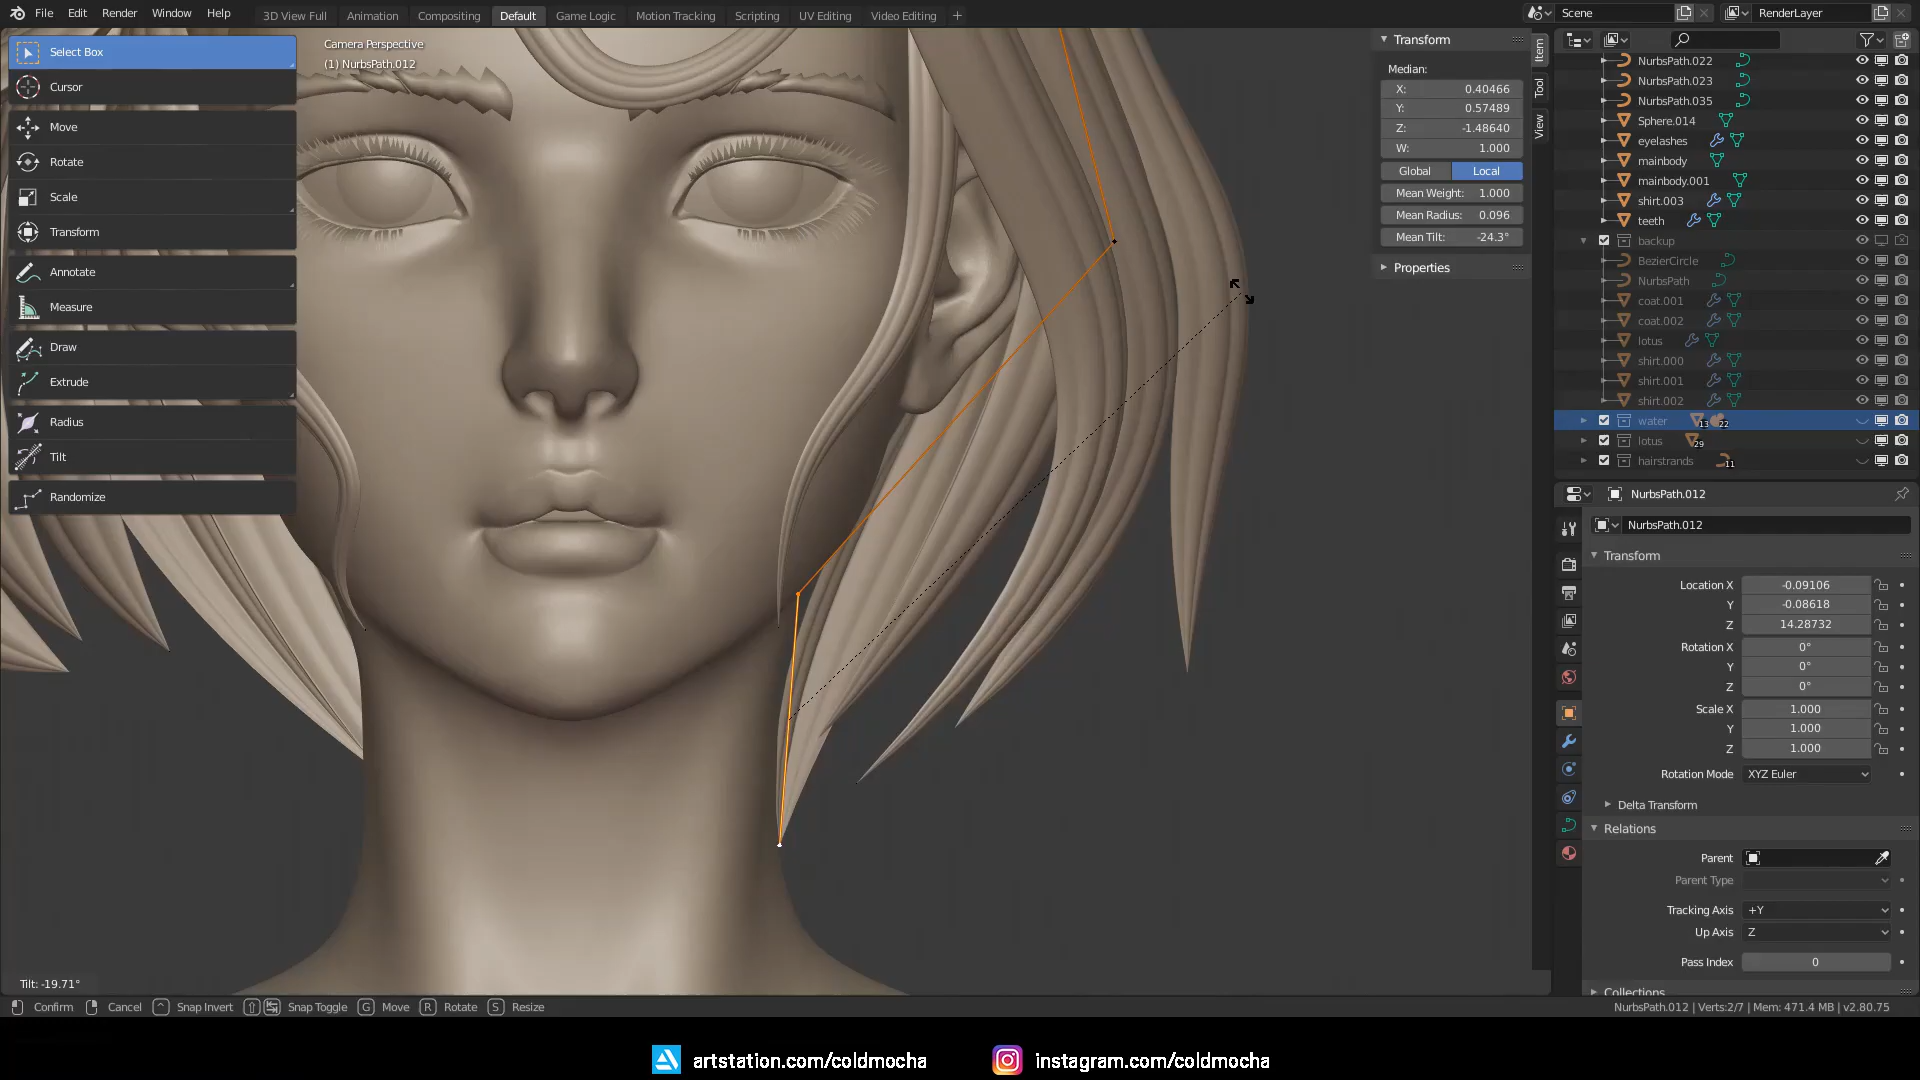 File Edit Render Window Help
3D View Full Animation Compositing Default Game Logic Motion Tracking Scripting UV Editing Video Editing +
Scene
RenderLayer
Select Box
Cursor
Move
Rotate
Scale
Transform
Annotate
Measure
Draw
Extrude
Radius
Tilt
Randomize
Camera Perspective
(1) NurbsPath.012
Transform
Median:
X: 0.40466
Y: 0.57489
Z: -1.48640
W: 1.000
Global Local
Mean Weight: 1.000
Mean Radius: 0.096
Mean Tilt: -24.3°
Properties
Item
Tool
View
NurbsPath.022
NurbsPath.023
NurbsPath.035
Sphere.014
eyelashes
mainbody
mainbody.001
shirt.003
teeth
backup
BezierCircle
NurbsPath
coat.001
coat.002
lotus
shirt.000
shirt.001
shirt.002
water 13 22
lotus 29
hairstrands 11
NurbsPath.012
NurbsPath.012
Transform
Location X -0.09106
Y -0.08618
Z 14.28732
Rotation X 0°
Y 0°
Z 0°
Scale X 1.000
Y 1.000
Z 1.000
Rotation Mode XYZ Euler
Delta Transform
Relations
Parent
Parent Type
Tracking Axis +Y
Up Axis Z
Pass Index 0
Collections
Tilt: -19.71°
Confirm Cancel Snap Invert Snap Toggle G Move R Rotate S Resize
NurbsPath.012 | Verts:2/7 | Mem: 471.4 MB | v2.80.75
artstation.com/coldmocha
instagram.com/coldmocha